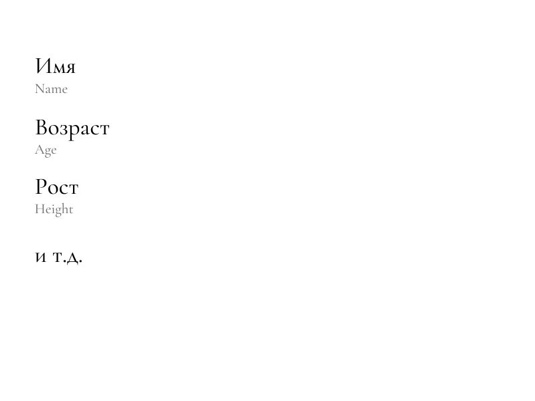 Имя
Name
Возраст
Age
Рост
Height
и т.д.